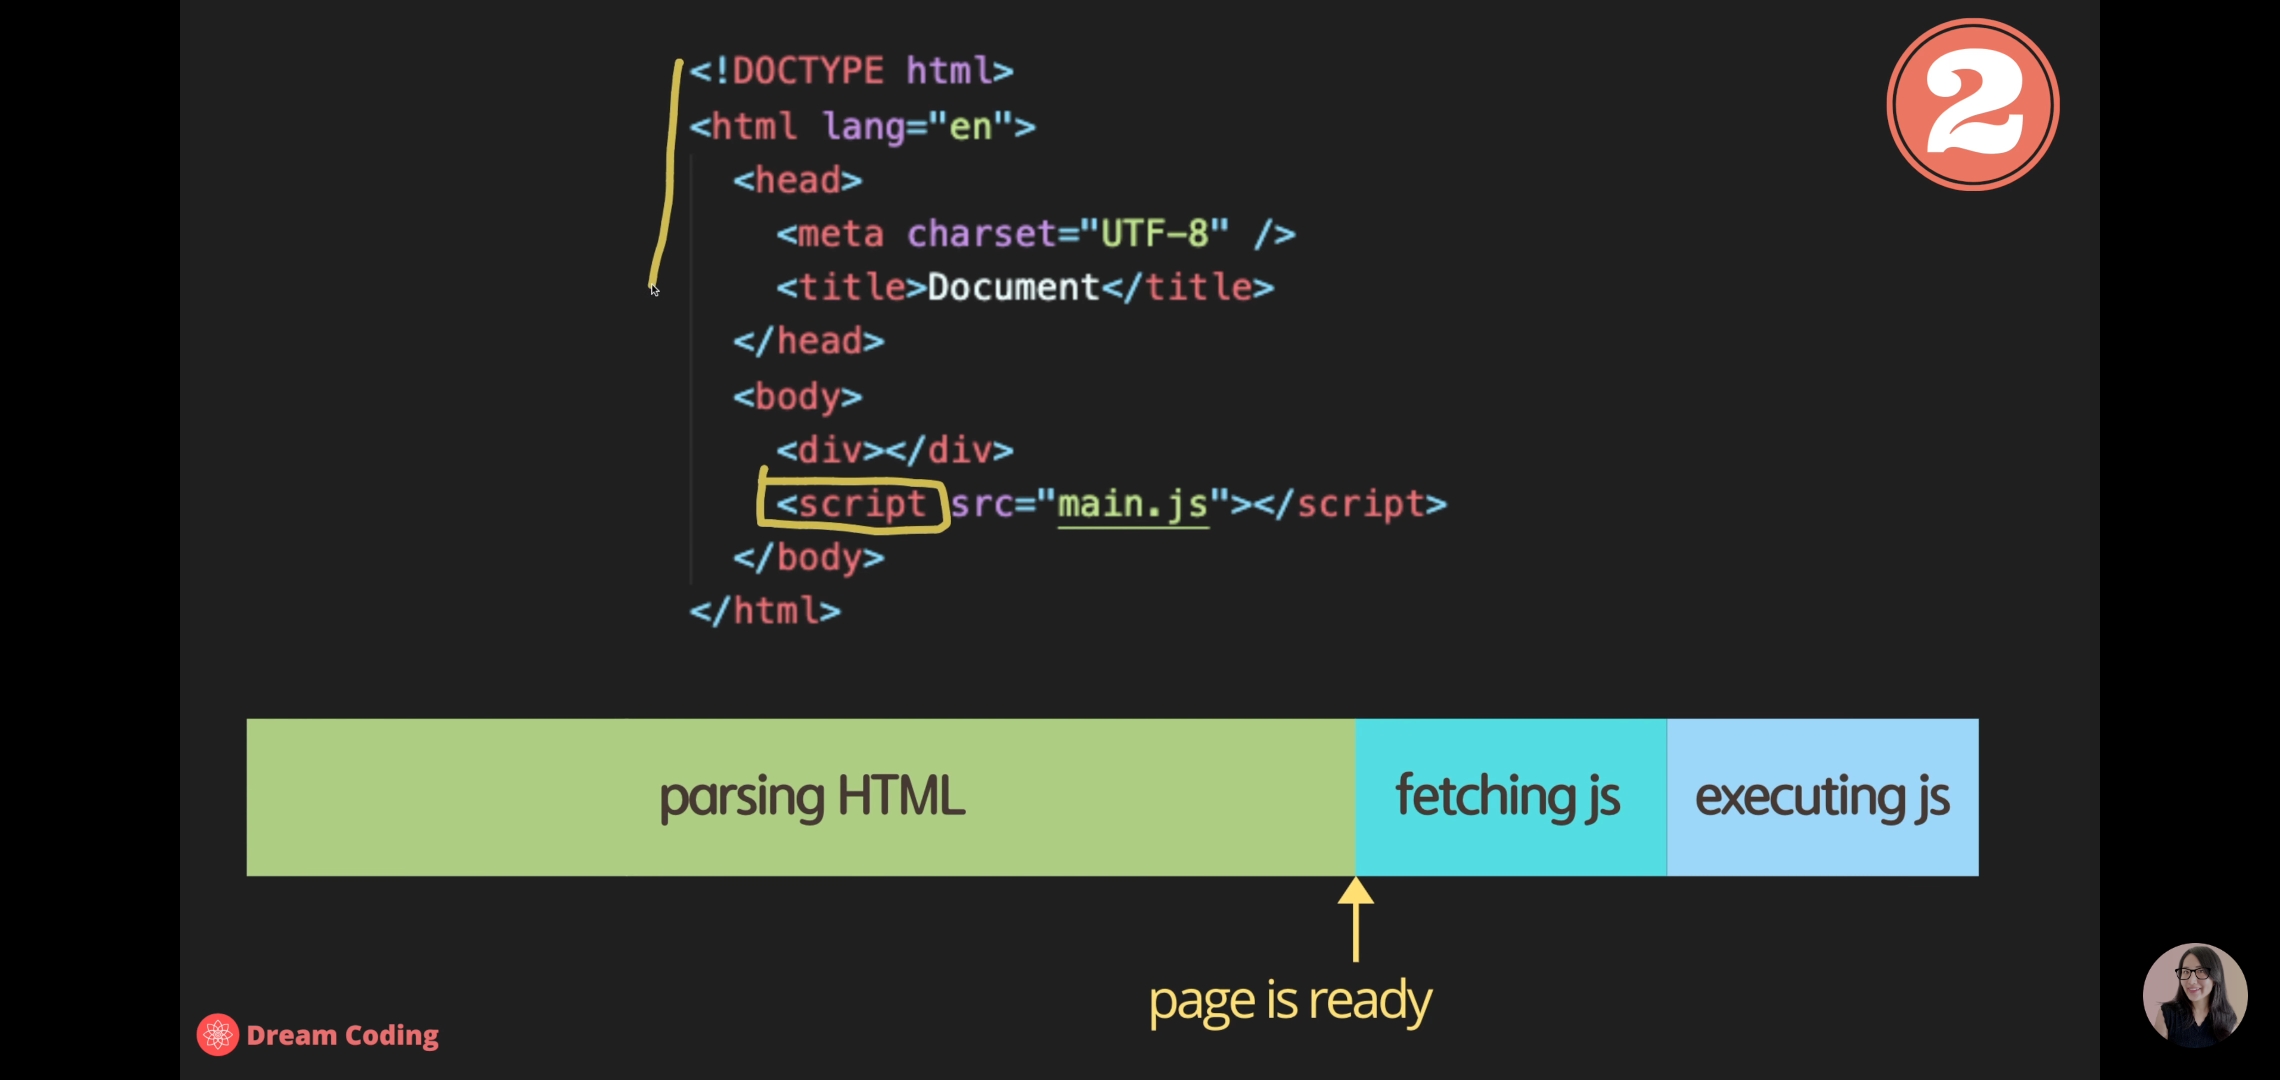 <!DOCTYPE html>
<html lang="en">
<head>
<meta charset="UTF-8" />
<title>Document</title>
</head>
<body>
<div></div>
<script src="main.js"></script>
</body>
</html>
2
parsing HTML
fetching js
executing js
page is ready
Dream Coding